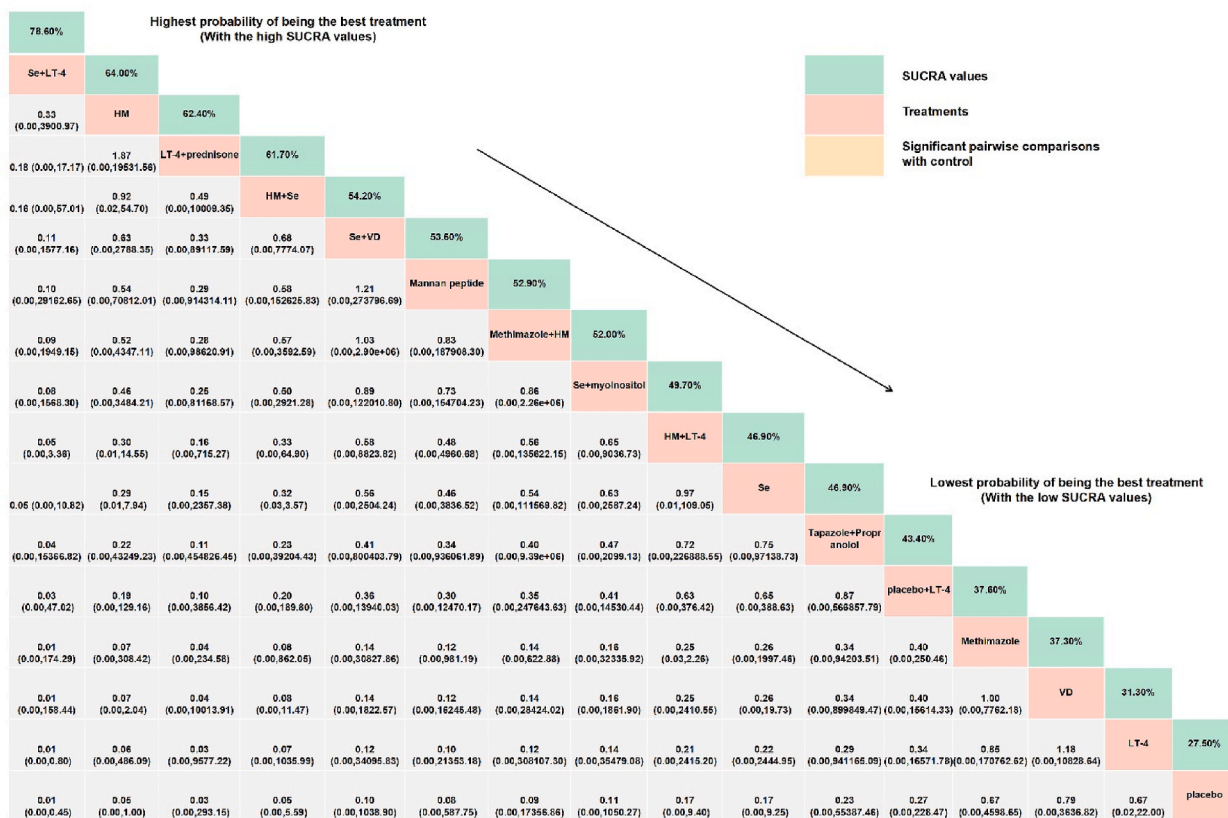 Highest probability of being the best treatment
(With the high SUCRA values)
78.60%
Se+LT-4 64.00%
SUCRA values
0.33 HM 62.40%
(0.00,3900.97)
Treatments
0.18 (0.00,17.17) 1.87 LT-4+prednisone 61.70%
(0.00,19531.56)
Significant pairwise comparisons
with control
0.16 (0.00,57.01) 0.92 0.49 HM+Se 54.20%
(0.02,54.70) (0.00,10009.35)
0.11 0.63 0.33 0.68 Se+VD 53.60%
(0.00,1577.16) (0.00,2788.35) (0.00,89117.59) (0.00,7774.07)
0.10 0.54 0.29 0.58 1.21 Mannan peptide 52.90%
(0.00,29162.65) (0.00,70812.01) (0.00,914314.11) (0.00,152625.83) (0.00,273796.69)
0.09 0.52 0.28 0.57 1.03 0.83 Methimazole+HM 52.00%
(0.00,1949.15) (0.00,4347.11) (0.00,98620.91) (0.00,3592.59) (0.00,2.90e+06) (0.00,187908.30)
0.08 0.46 0.25 0.50 0.89 0.73 0.86 Se+myoInositol 49.70%
(0.00,1568.30) (0.00,3484.21) (0.00,81168.57) (0.00,2921.28) (0.00,122010.80) (0.00,154704.23) (0.00,2.26e+06)
0.05 0.30 0.16 0.33 0.58 0.48 0.56 0.65 HM+LT-4 46.90%
(0.00,3.36) (0.01,14.55) (0.00,715.27) (0.00,64.90) (0.00,8823.82) (0.00,4960.68) (0.00,135622.15) (0.00,9036.73)
0.05 (0.00,10.82) 0.29 0.15 0.32 0.56 0.46 0.54 0.63 0.97 Se 46.90%
(0.01,7.94) (0.00,2357.38) (0.03,3.57) (0.00,2504.24) (0.00,3836.52) (0.00,111569.82) (0.00,2587.24) (0.01,109.05)
Lowest probability of being the best treatment
(With the low SUCRA values)
0.04 0.22 0.11 0.23 0.41 0.34 0.40 0.47 0.72 0.75 Tapazole+Propr 43.40%
(0.00,15366.82) (0.00,43249.23) (0.00,454826.45) (0.00,39204.43) (0.00,800403.79) (0.00,936061.89) (0.00,9.39e+06) (0.00,2099.13) (0.00,226888.55) (0.00,97138.73) anolol
0.03 0.19 0.10 0.20 0.36 0.30 0.35 0.41 0.63 0.65 0.87 placebo+LT-4 37.60%
(0.00,47.02) (0.00,129.16) (0.00,3856.42) (0.00,189.80) (0.00,13940.03) (0.00,12470.17) (0.00,247643.63) (0.00,14530.44) (0.00,376.42) (0.00,388.63) (0.00,566857.79)
0.01 0.07 0.04 0.08 0.14 0.12 0.14 0.16 0.25 0.26 0.34 0.40 Methimazole 37.30%
(0.00,174.29) (0.00,308.42) (0.00,234.58) (0.00,862.05) (0.00,30827.86) (0.00,981.19) (0.00,622.88) (0.00,32335.92) (0.03,2.26) (0.00,1997.46) (0.00,94203.51) (0.00,250.46)
0.01 0.07 0.04 0.08 0.14 0.12 0.14 0.16 0.25 0.26 0.34 0.40 1.00 VD 31.30%
(0.00,158.44) (0.00,2.04) (0.00,10013.91) (0.00,11.47) (0.00,1822.57) (0.00,16245.48) (0.00,28424.02) (0.00,1861.90) (0.00,2410.55) (0.00,19.73) (0.00,899849.47) (0.00,15614.33) (0.00,7762.18)
0.01 0.06 0.03 0.07 0.12 0.10 0.12 0.14 0.21 0.22 0.29 0.34 0.85 1.18 LT-4 27.50%
(0.00,0.80) (0.00,486.09) (0.00,9577.22) (0.00,1035.99) (0.00,34095.83) (0.00,21353.18) (0.00,308107.30) (0.00,35479.08) (0.00,2415.20) (0.00,2444.95) (0.00,941165.09) (0.00,16571.78) (0.00,170762.62) (0.00,10828.64)
0.01 0.05 0.03 0.05 0.10 0.08 0.09 0.11 0.17 0.17 0.23 0.27 0.67 0.79 0.67 placebo
(0.00,0.45) (0.00,1.00) (0.00,293.15) (0.00,5.59) (0.00,1038.90) (0.00,587.75) (0.00,17356.86) (0.00,1050.27) (0.00,9.40) (0.00,9.25) (0.00,55387.46) (0.00,228.47) (0.00,4598.65) (0.00,3636.82) (0.02,22.00)